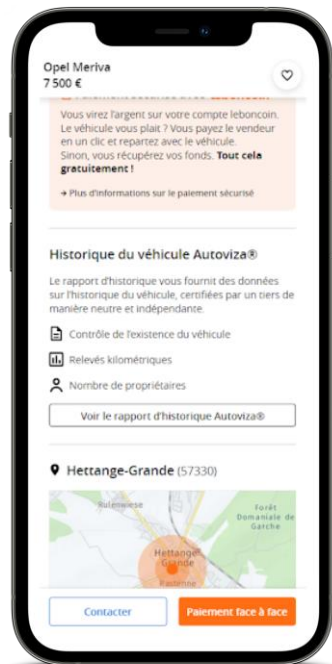 Opel Meriva
7 500 €
Vous virez l'argent sur votre compte leboncoin.
Le véhicule vous plait ? Vous payez le vendeur
en un clic et repartez avec le véhicule.
Sinon, vous récupérez vos fonds. Tout cela
gratuitement !
→ Plus d'informations sur le paiement sécurisé
Historique du véhicule Autoviza®
Le rapport d'historique vous fournit des données
sur l'historique du véhicule, certifiées par un tiers de
manière neutre et indépendante.
Contrôle de l'existence du véhicule
Relevés kilométriques
Nombre de propriétaires
Voir le rapport d'historique Autoviza®
Hettange-Grande (57330)
Rulenwiese
Forêt
Domaniale de
Garche
Hettange
Grande
Contacter
Paiement face à face